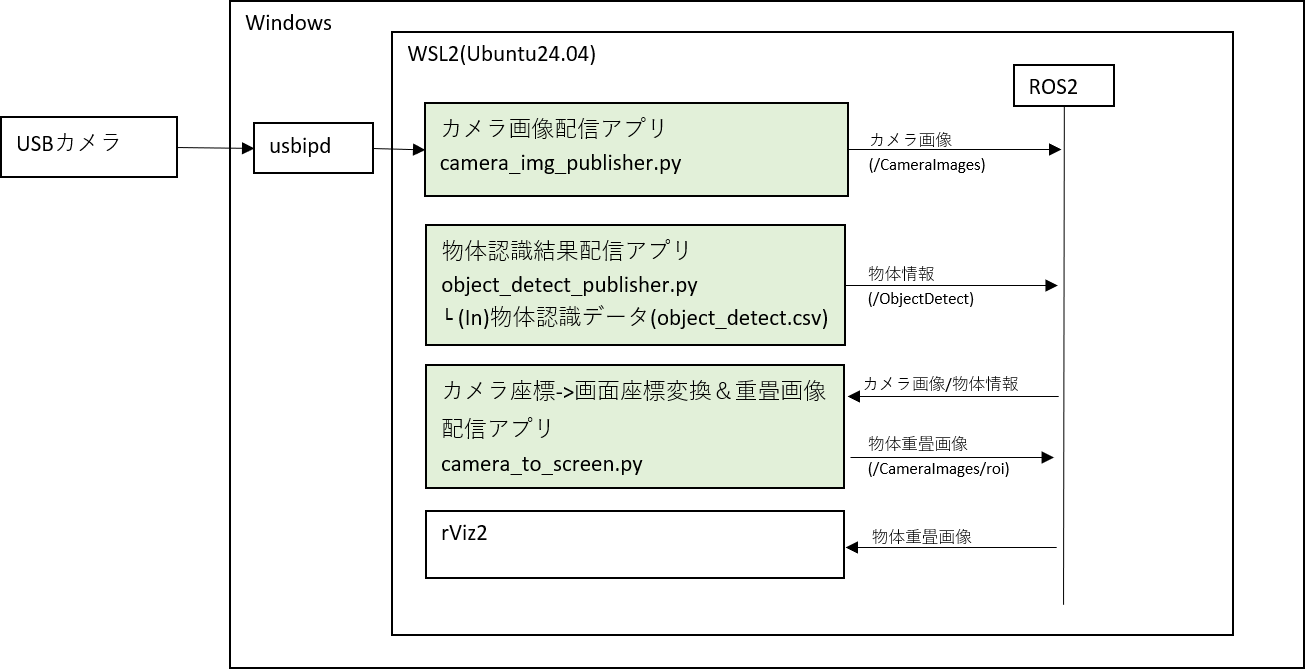 Windows
WSL2(Ubuntu24.04)
ROS2
USBカメラ
usbipd
カメラ画像配信アプリ
camera_img_publisher.py
カメラ画像
(/CameraImages)
物体認識結果配信アプリ
object_detect_publisher.py
└ (In)物体認識データ(object_detect.csv)
物体情報
(/ObjectDetect)
カメラ座標->画面座標変換＆重畳画像
配信アプリ
camera_to_screen.py
カメラ画像/物体情報
物体重畳画像
(/CameraImages/roi)
rViz2
物体重畳画像